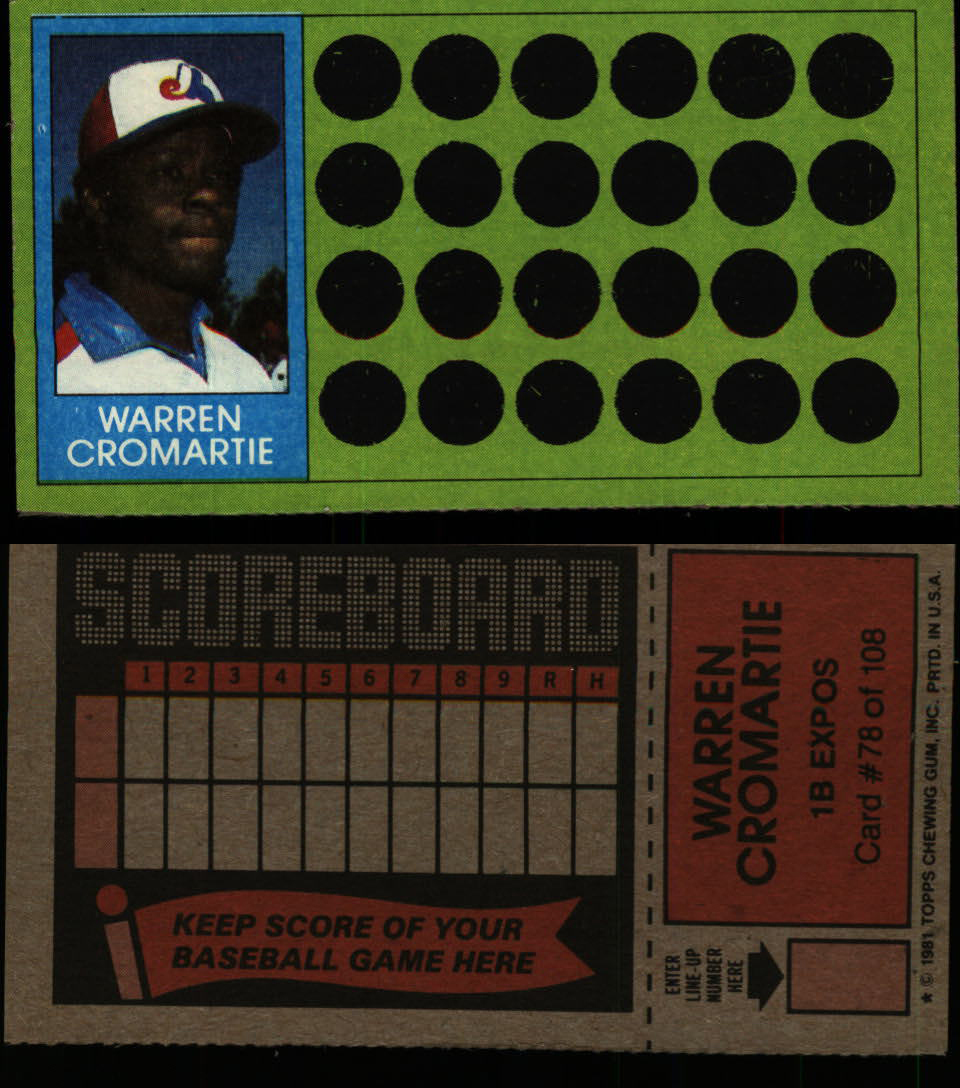 WARREN
CROMARTIE
SCOREBOARD
1 2 3 4 5 6 7 8 9 R H
KEEP SCORE OF YOUR
BASEBALL GAME HERE
WARREN
CROMARTIE
1B EXPOS
Card #78 of 108
ENTER
LINE-UP
NUMBER
HERE
★ © 1981 TOPPS CHEWING GUM, INC. PRTD. IN U.S.A.